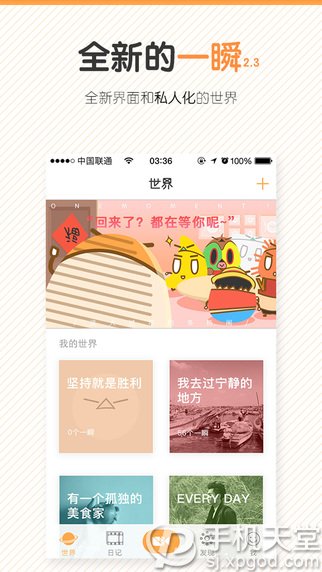 全新的一瞬2.3
全新界面和私人化的世界
中国联通 03:36 100%
世界 +
ONE MOMENT
“回来了？都在等你呢~”
福
我的世界
坚持就是胜利
0个一瞬
我去过宁静的
地方
56个一瞬
有一个孤独的
美食家
EVERY DAY
世界 日记 发现 我
手机天堂
sj.xpgod.com